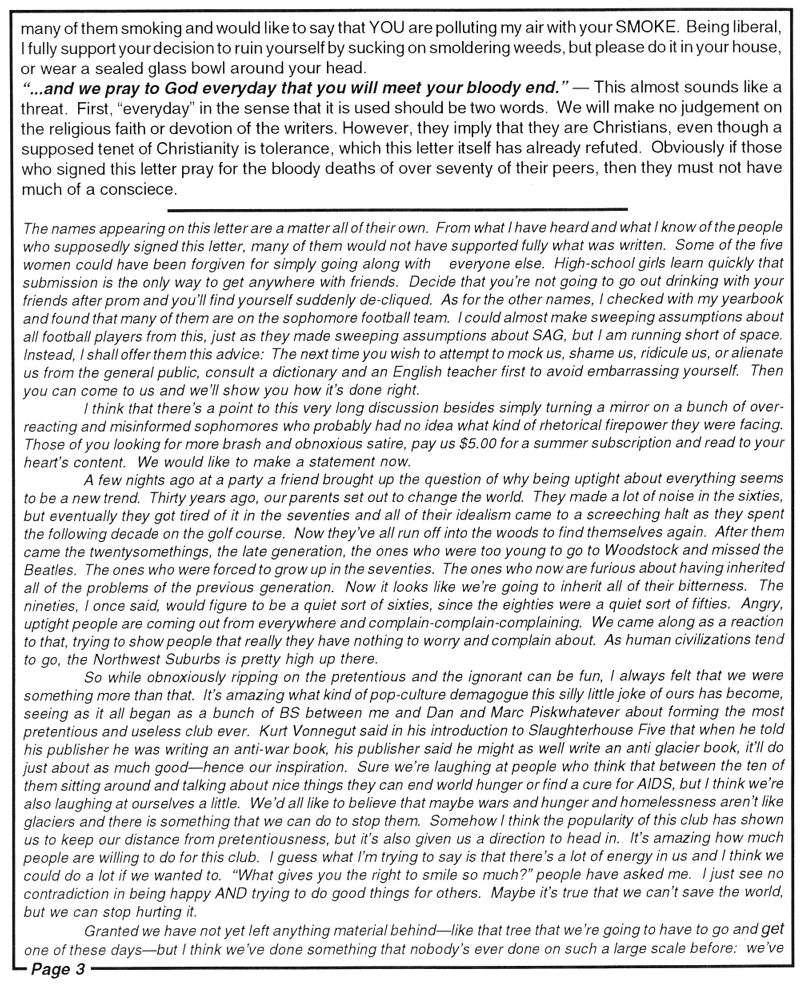 many of them smoking and would like to say that YOU are polluting my air with your SMOKE. Being liberal,
I fully support your decision to ruin yourself by sucking on smoldering weeds, but please do it in your house,
or wear a sealed glass bowl around your head.
“...and we pray to God everyday that you will meet your bloody end.” — This almost sounds like a
threat. First, “everyday” in the sense that it is used should be two words. We will make no judgement on
the religious faith or devotion of the writers. However, they imply that they are Christians, even though a
supposed tenet of Christianity is tolerance, which this letter itself has already refuted. Obviously if those
who signed this letter pray for the bloody deaths of over seventy of their peers, then they must not have
much of a consciece.
The names appearing on this letter are a matter all of their own. From what I have heard and what I know of the people
who supposedly signed this letter, many of them would not have supported fully what was written. Some of the five
women could have been forgiven for simply going along with everyone else. High-school girls learn quickly that
submission is the only way to get anywhere with friends. Decide that you're not going to go out drinking with your
friends after prom and you'll find yourself suddenly de-cliqued. As for the other names, I checked with my yearbook
and found that many of them are on the sophomore football team. I could almost make sweeping assumptions about
all football players from this, just as they made sweeping assumptions about SAG, but I am running short of space.
Instead, I shall offer them this advice: The next time you wish to attempt to mock us, shame us, ridicule us, or alienate
us from the general public, consult a dictionary and an English teacher first to avoid embarrassing yourself. Then
you can come to us and we'll show you how it's done right.
I think that there's a point to this very long discussion besides simply turning a mirror on a bunch of over-
reacting and misinformed sophomores who probably had no idea what kind of rhetorical firepower they were facing.
Those of you looking for more brash and obnoxious satire, pay us $5.00 for a summer subscription and read to your
heart's content. We would like to make a statement now.
A few nights ago at a party a friend brought up the question of why being uptight about everything seems
to be a new trend. Thirty years ago, our parents set out to change the world. They made a lot of noise in the sixties,
but eventually they got tired of it in the seventies and all of their idealism came to a screeching halt as they spent
the following decade on the golf course. Now they've all run off into the woods to find themselves again. After them
came the twentysomethings, the late generation, the ones who were too young to go to Woodstock and missed the
Beatles. The ones who were forced to grow up in the seventies. The ones who now are furious about having inherited
all of the problems of the previous generation. Now it looks like we're going to inherit all of their bitterness. The
nineties, I once said, would figure to be a quiet sort of sixties, since the eighties were a quiet sort of fifties. Angry,
uptight people are coming out from everywhere and complain-complain-complaining. We came along as a reaction
to that, trying to show people that really they have nothing to worry and complain about. As human civilizations tend
to go, the Northwest Suburbs is pretty high up there.
So while obnoxiously ripping on the pretentious and the ignorant can be fun, I always felt that we were
something more than that. It's amazing what kind of pop-culture demagogue this silly little joke of ours has become,
seeing as it all began as a bunch of BS between me and Dan and Marc Piskwhatever about forming the most
pretentious and useless club ever. Kurt Vonnegut said in his introduction to Slaughterhouse Five that when he told
his publisher he was writing an anti-war book, his publisher said he might as well write an anti glacier book, it'll do
just about as much good—hence our inspiration. Sure we're laughing at people who think that between the ten of
them sitting around and talking about nice things they can end world hunger or find a cure for AIDS, but I think we're
also laughing at ourselves a little. We'd all like to believe that maybe wars and hunger and homelessness aren't like
glaciers and there is something that we can do to stop them. Somehow I think the popularity of this club has shown
us to keep our distance from pretentiousness, but it's also given us a direction to head in. It's amazing how much
people are willing to do for this club. I guess what I'm trying to say is that there's a lot of energy in us and I think we
could do a lot if we wanted to. “What gives you the right to smile so much?” people have asked me. I just see no
contradiction in being happy AND trying to do good things for others. Maybe it's true that we can't save the world,
but we can stop hurting it.
Granted we have not yet left anything material behind—like that tree that we're going to have to go and get
one of these days—but I think we've done something that nobody's ever done on such a large scale before: we've
Page 3